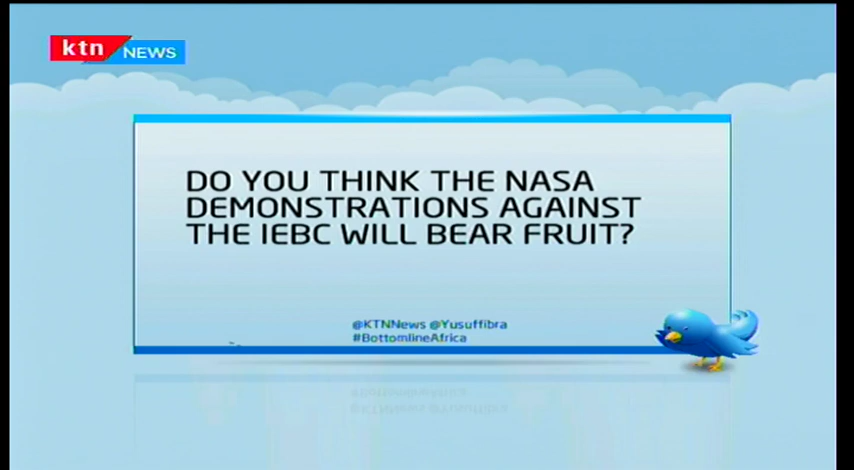 ktn NEWS
DO YOU THINK THE NASA
DEMONSTRATIONS AGAINST
THE IEBC WILL BEAR FRUIT?
@KTNNews @Yusuffibra
#BottomlineAfrica